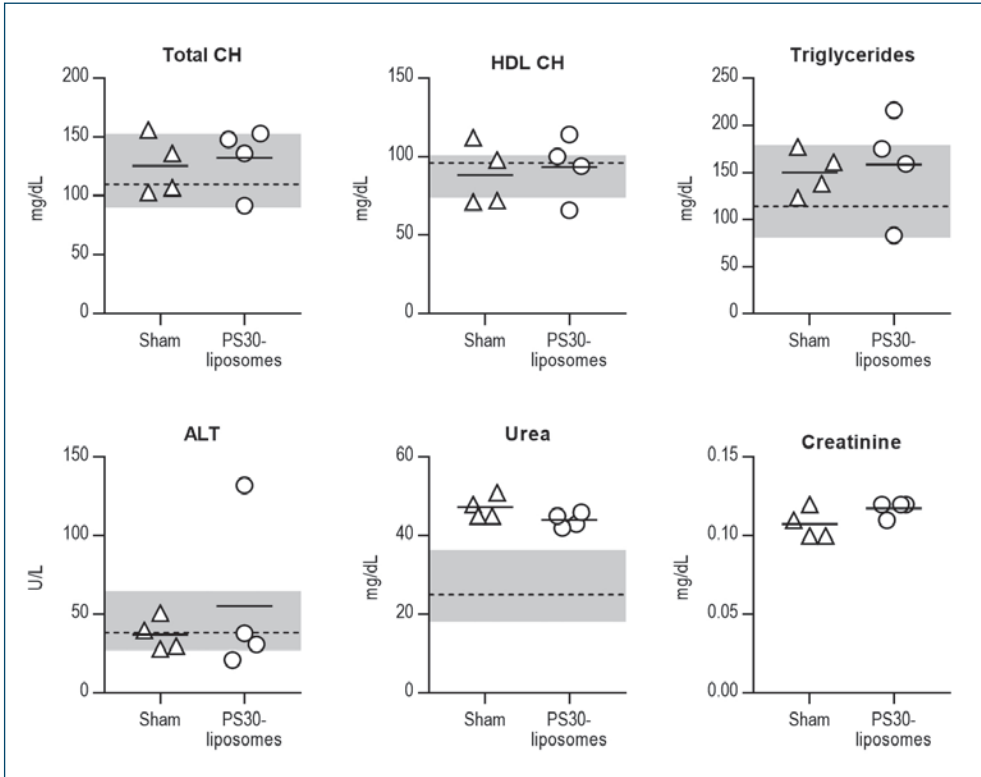 Total CH
200
150
100
50
0
mg/dL
Sham
PS30-
liposomes
HDL CH
150
100
50
0
mg/dL
Sham
PS30-
liposomes
Triglycerides
250
200
150
100
50
0
mg/dL
Sham
PS30-
liposomes
ALT
150
100
50
0
U/L
Sham
PS30-
liposomes
Urea
60
40
20
0
mg/dL
Sham
PS30-
liposomes
Creatinine
0.15
0.10
0.05
0.00
mg/dL
Sham
PS30-
liposomes